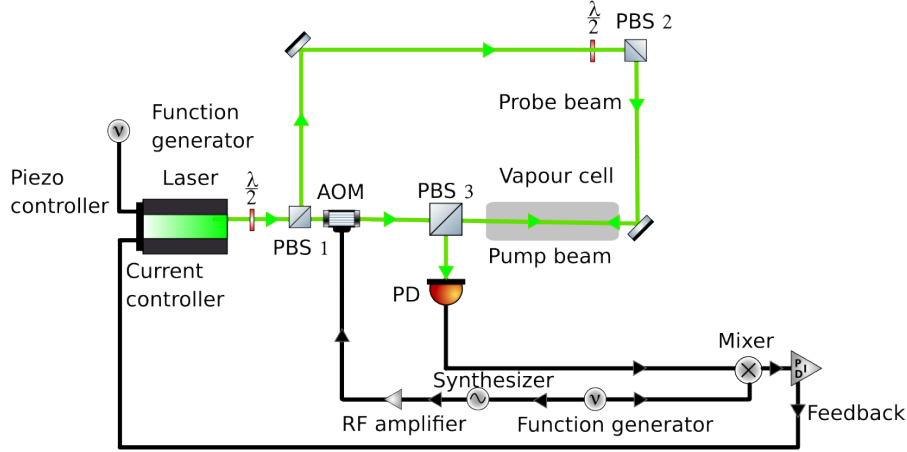 λ/2
PBS 2
Probe beam
Function
generator
ν
Piezo
controller
Laser
λ/2
AOM
PBS 3
Vapour cell
PBS 1
Pump beam
Current
controller
PD
Mixer
P I
D
Synthesizer
ν
RF amplifier
Function generator
Feedback